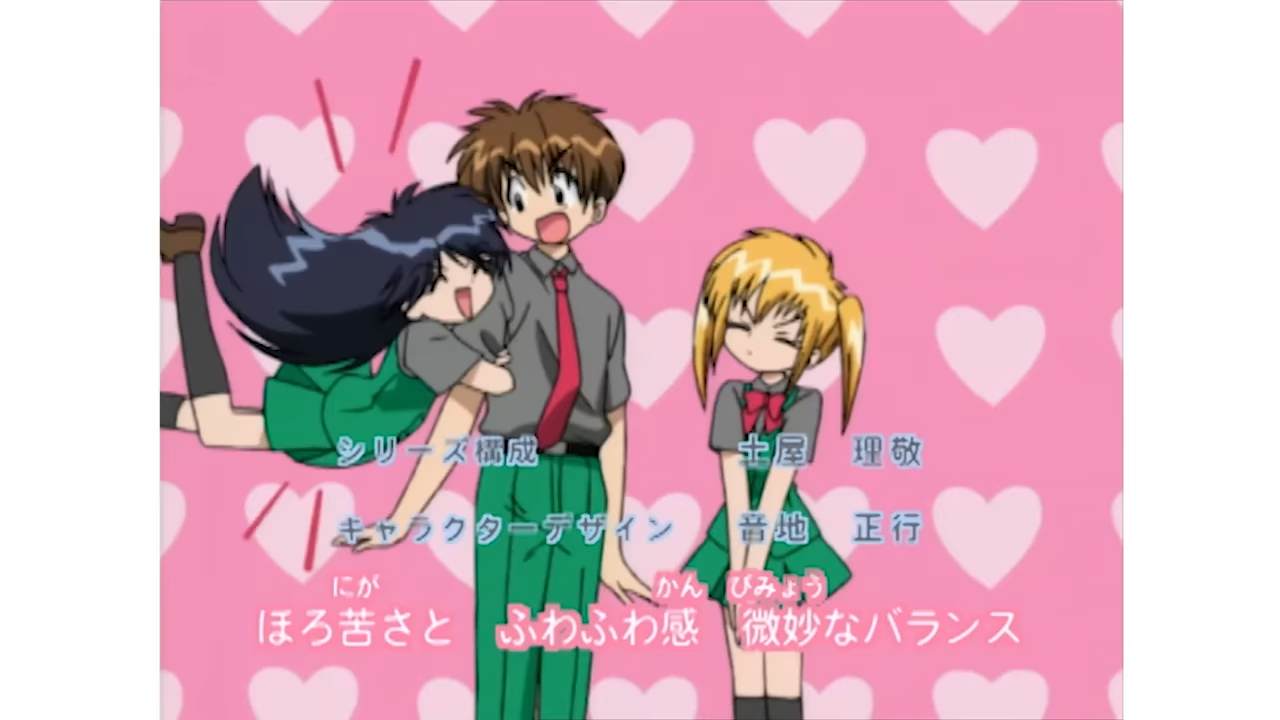 シリーズ構成 土屋 理敬
キャラクターデザイン 音地 正行
にが かん びみょう
ほろ苦さと ふわふわ感 微妙なバランス